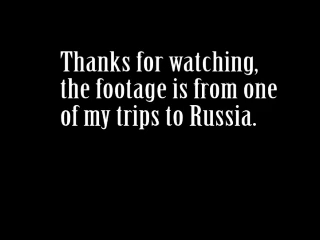 Thanks for watching,
the footage is from one
of my trips to Russia.